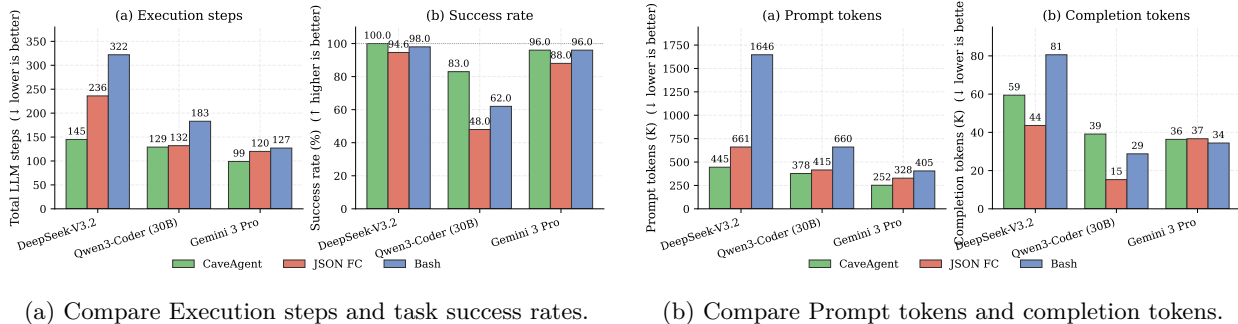 (a) Execution steps
Total LLM steps (↓ lower is better)
350
300
250
200
150
100
50
0
145
236
322
129
132
183
99
120
127
DeepSeek-V3.2
Qwen3-Coder (30B)
Gemini 3 Pro
(b) Success rate
Success rate (%) (↑ higher is better)
100
80
60
40
20
0
100.0
94.6
98.0
83.0
48.0
62.0
96.0
88.0
96.0
DeepSeek-V3.2
Qwen3-Coder (30B)
Gemini 3 Pro
CaveAgent JSON FC Bash
(a) Compare Execution steps and task success rates.
(a) Prompt tokens
Prompt tokens (K) (↓ lower is better)
1750
1500
1250
1000
750
500
250
0
445
661
1646
378
415
660
252
328
405
DeepSeek-V3.2
Qwen3-Coder (30B)
Gemini 3 Pro
(b) Completion tokens
Completion tokens (K) (↓ lower is bette
80
60
40
20
0
59
44
81
39
15
29
36
37
34
DeepSeek-V3.2
Qwen3-Coder (30B)
Gemini 3 Pro
CaveAgent JSON FC Bash
(b) Compare Prompt tokens and completion tokens.